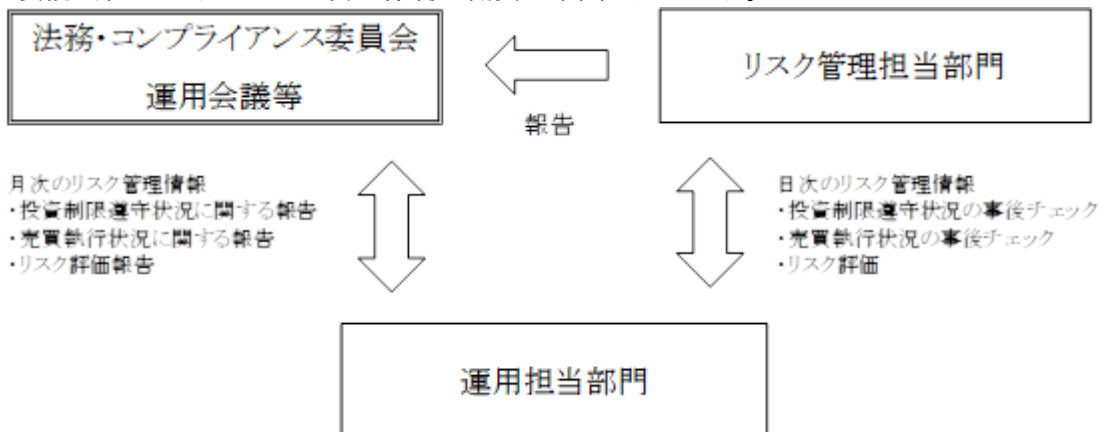 法務・コンプライアンス委員会
運用会議等
リスク管理担当部門
報告
月次のリスク管理情報
・投資制限遵守状況に関する報告
・売買執行状況に関する報告
・リスク評価報告
日次のリスク管理情報
・投資制限遵守状況の事後チェック
・売買執行状況の事後チェック
・リスク評価
運用担当部門